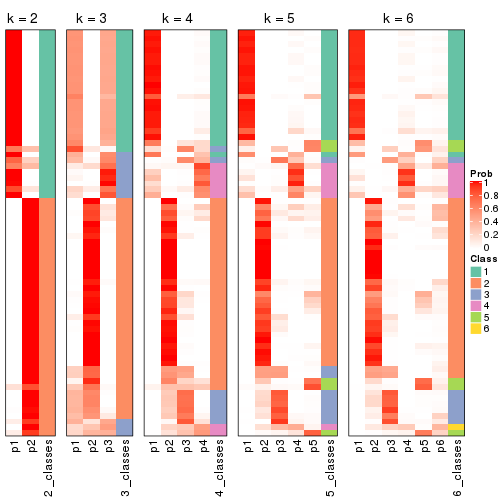 k = 2
k = 3
k = 4
k = 5
k = 6
p1
p2
2_classes
p1
p2
p3
3_classes
p1
p2
p3
p4
4_classes
p1
p2
p3
p4
p5
5_classes
p1
p2
p3
p4
p5
p6
6_classes
Prob
1
0.8
0.6
0.4
0.2
0
Class
1
2
3
4
5
6